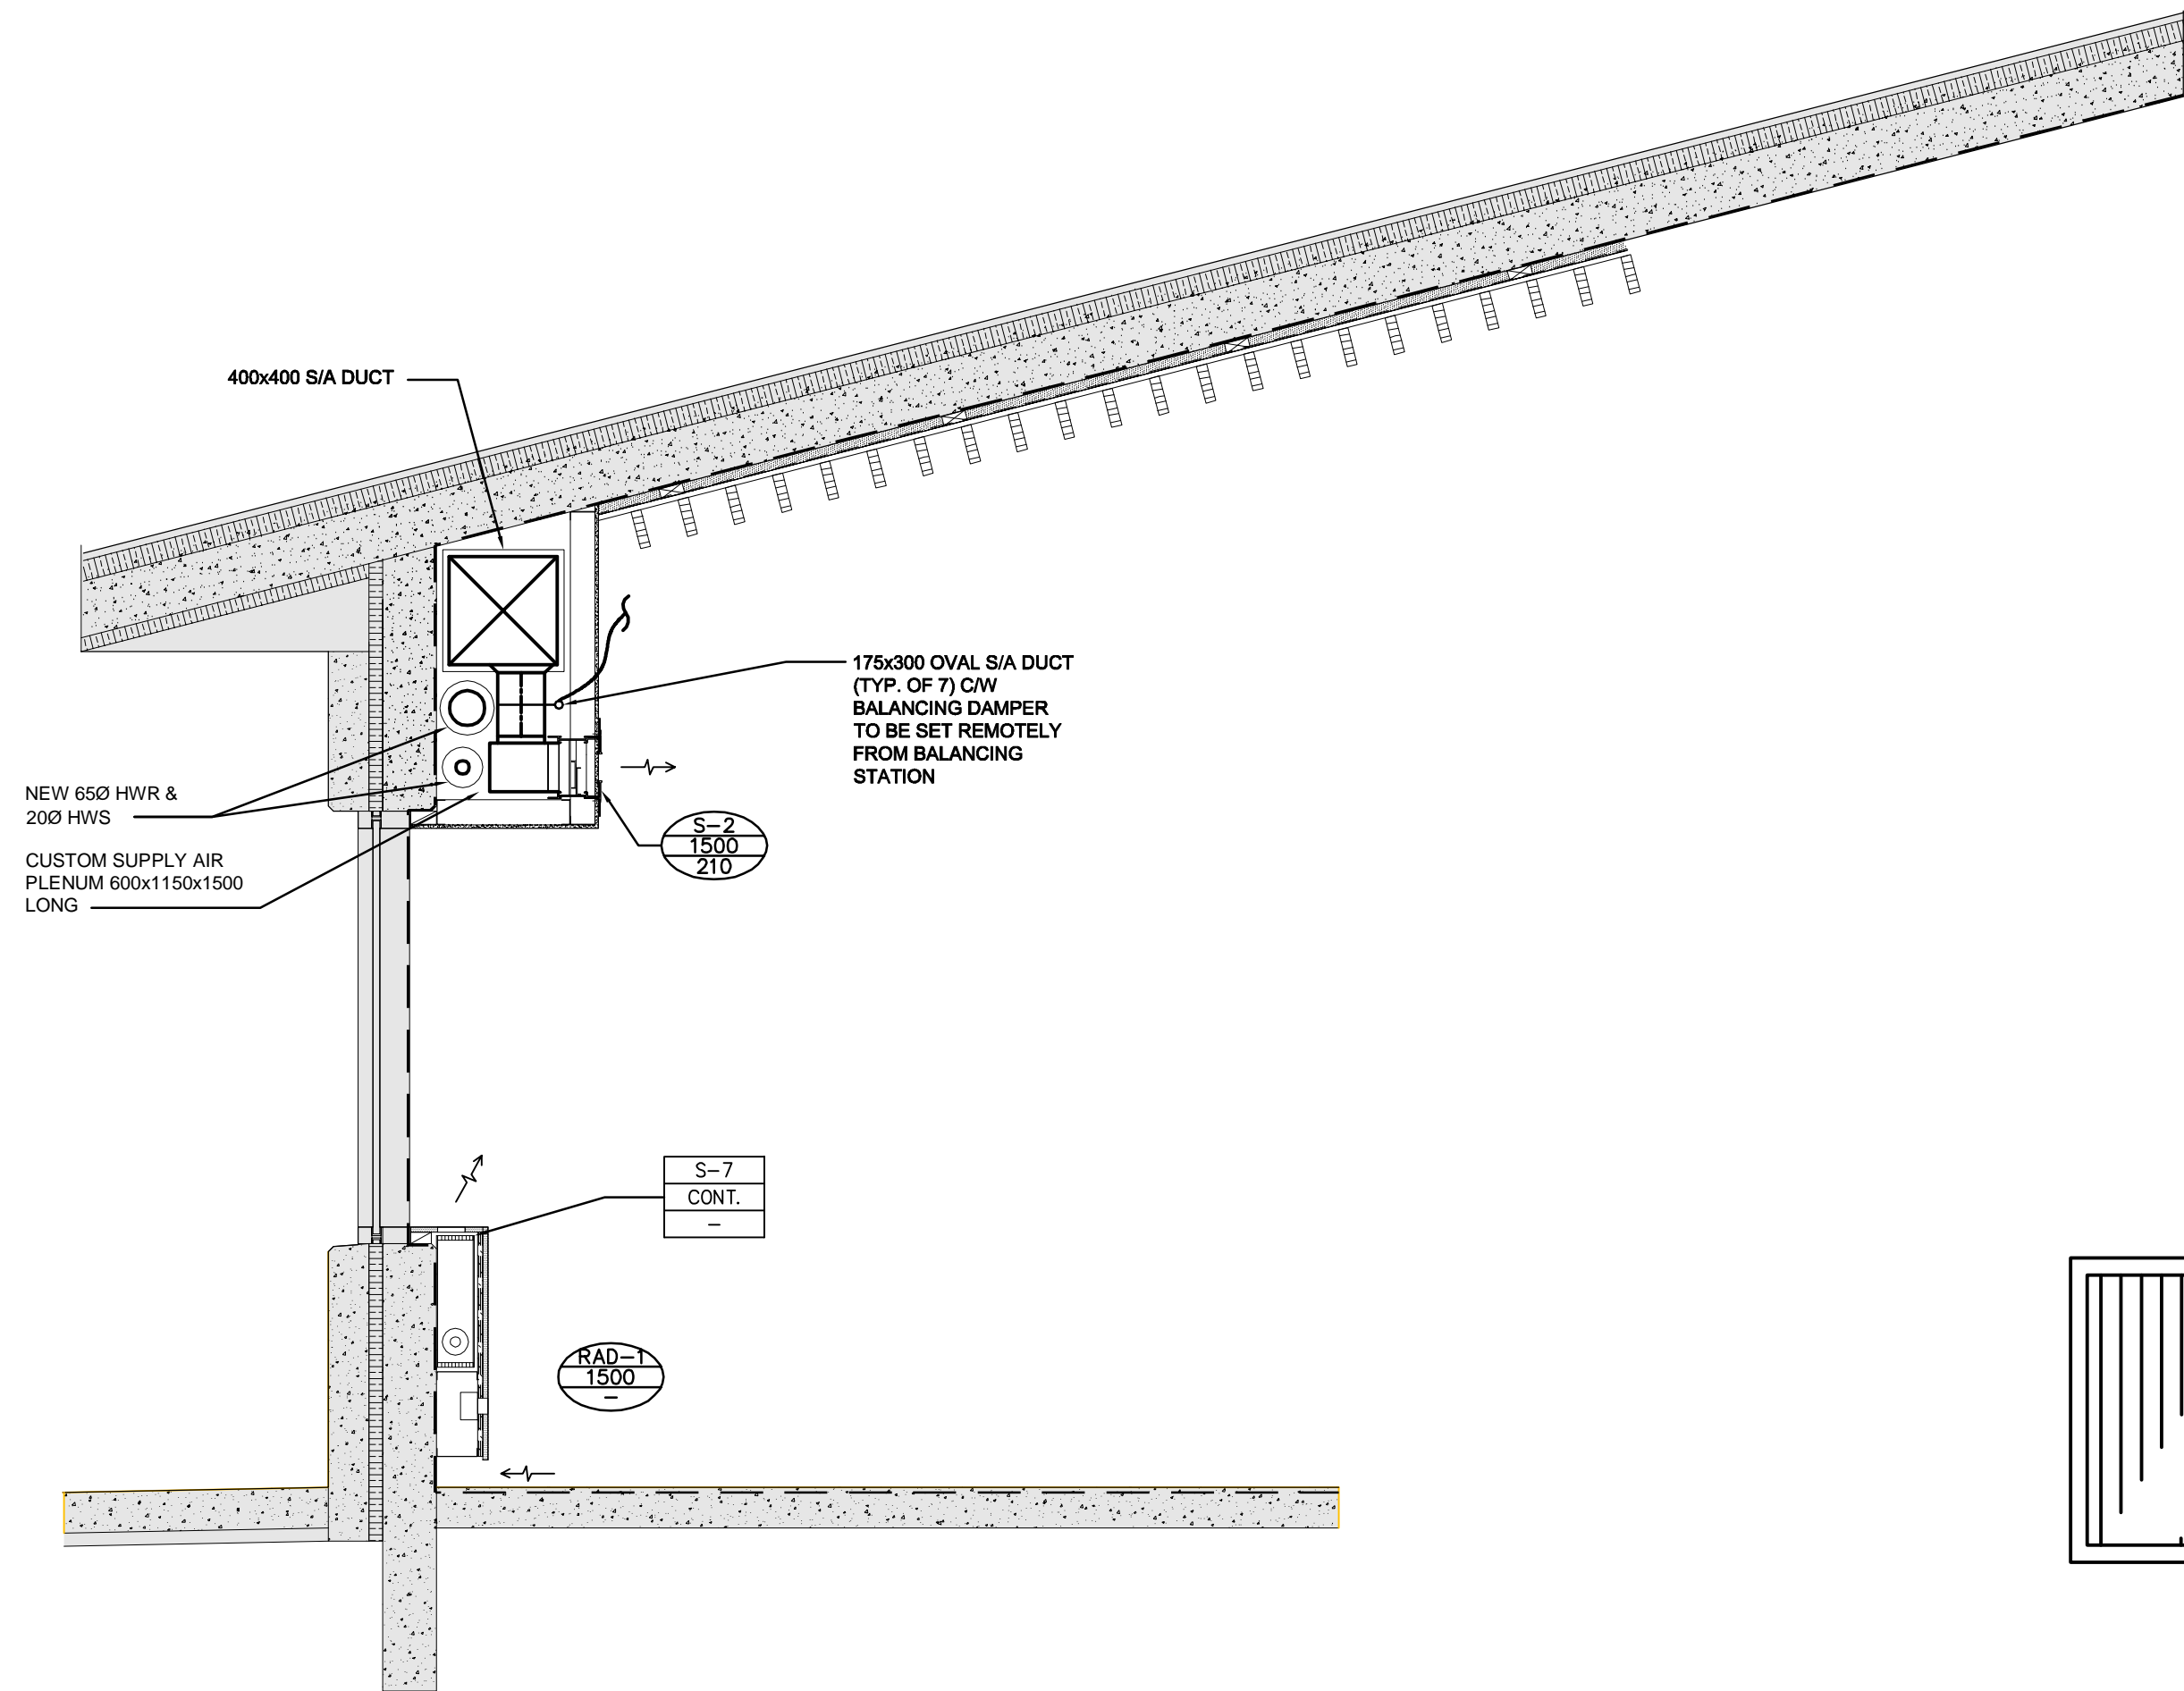 400x400 S/A DUCT
175x300 OVAL S/A DUCT
(TYP. OF 7) C/W
BALANCING DAMPER
TO BE SET REMOTELY
FROM BALANCING
STATION
NEW 65Ø HWR &
20Ø HWS
CUSTOM SUPPLY AIR
PLENUM 600x1150x1500
LONG
S-2
1500
210
S-7
CONT.
-
RAD-1
1500
-